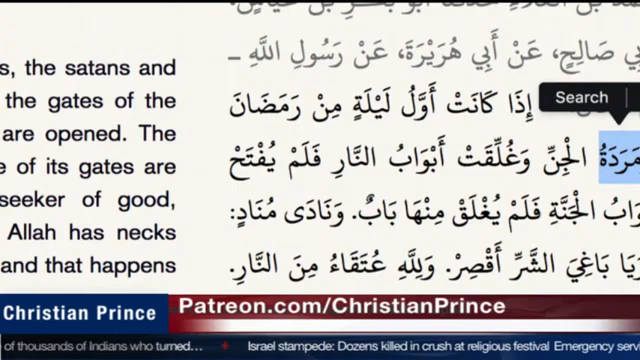 s, the satans and
the gates of the
are opened. The
e of its gates are
seeker of good,
Allah has necks
and that happens
بِي صَالِحٍ، عَنْ أَبِي هُرَيْرَةَ، عَنْ رَسُولِ اللَّهِ ـ
إِذَا كَانَتْ أَوَّلُ لَيْلَةٍ مِنْ رَمَضَانَ
مَرَدَةُ الْجِنِّ وَغُلِّقَتْ أَبْوَابُ النَّارِ فَلَمْ يُفْتَحْ
وَابُ الْجَنَّةِ فَلَمْ يُغْلَقْ مِنْهَا بَابٌ. وَنَادَى مُنَادٍ:
يَا بَاغِيَ الشَّرِّ أَقْصِرْ. وَلِلَّهِ عُتَقَاءُ مِنَ النَّارِ.
Search
Christian Prince
Patreon.com/ChristianPrince
of thousands of Indians who turned... + Israel stampede: Dozens killed in crush at religious festival Emergency serv